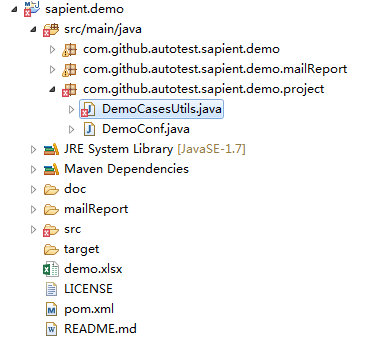 sapient.demo
src/main/java
com.github.autotest.sapient.demo
com.github.autotest.sapient.demo.mailReport
com.github.autotest.sapient.demo.project
DemoCasesUtils.java
DemoConf.java
JRE System Library [JavaSE-1.7]
Maven Dependencies
doc
mailReport
src
target
demo.xlsx
LICENSE
pom.xml
README.md